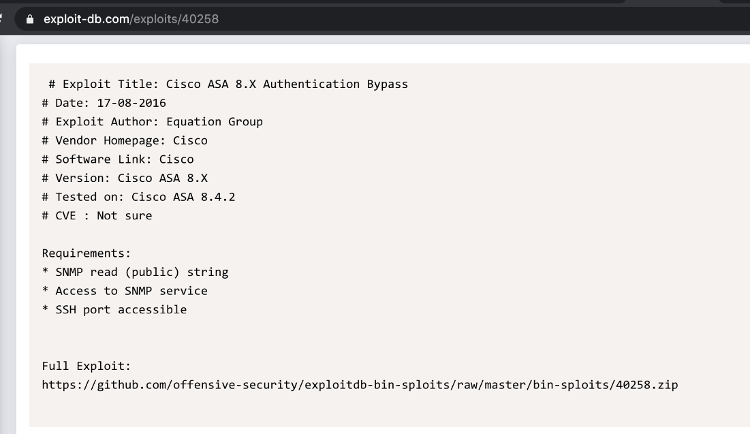 exploit-db.com/exploits/40258
# Exploit Title: Cisco ASA 8.X Authentication Bypass
# Date: 17-08-2016
# Exploit Author: Equation Group
# Vendor Homepage: Cisco
# Software Link: Cisco
# Version: Cisco ASA 8.X
# Tested on: Cisco ASA 8.4.2
# CVE : Not sure
Requirements:
* SNMP read (public) string
* Access to SNMP service
* SSH port accessible
Full Exploit:
https://github.com/offensive-security/exploitdb-bin-sploits/raw/master/bin-sploits/40258.zip